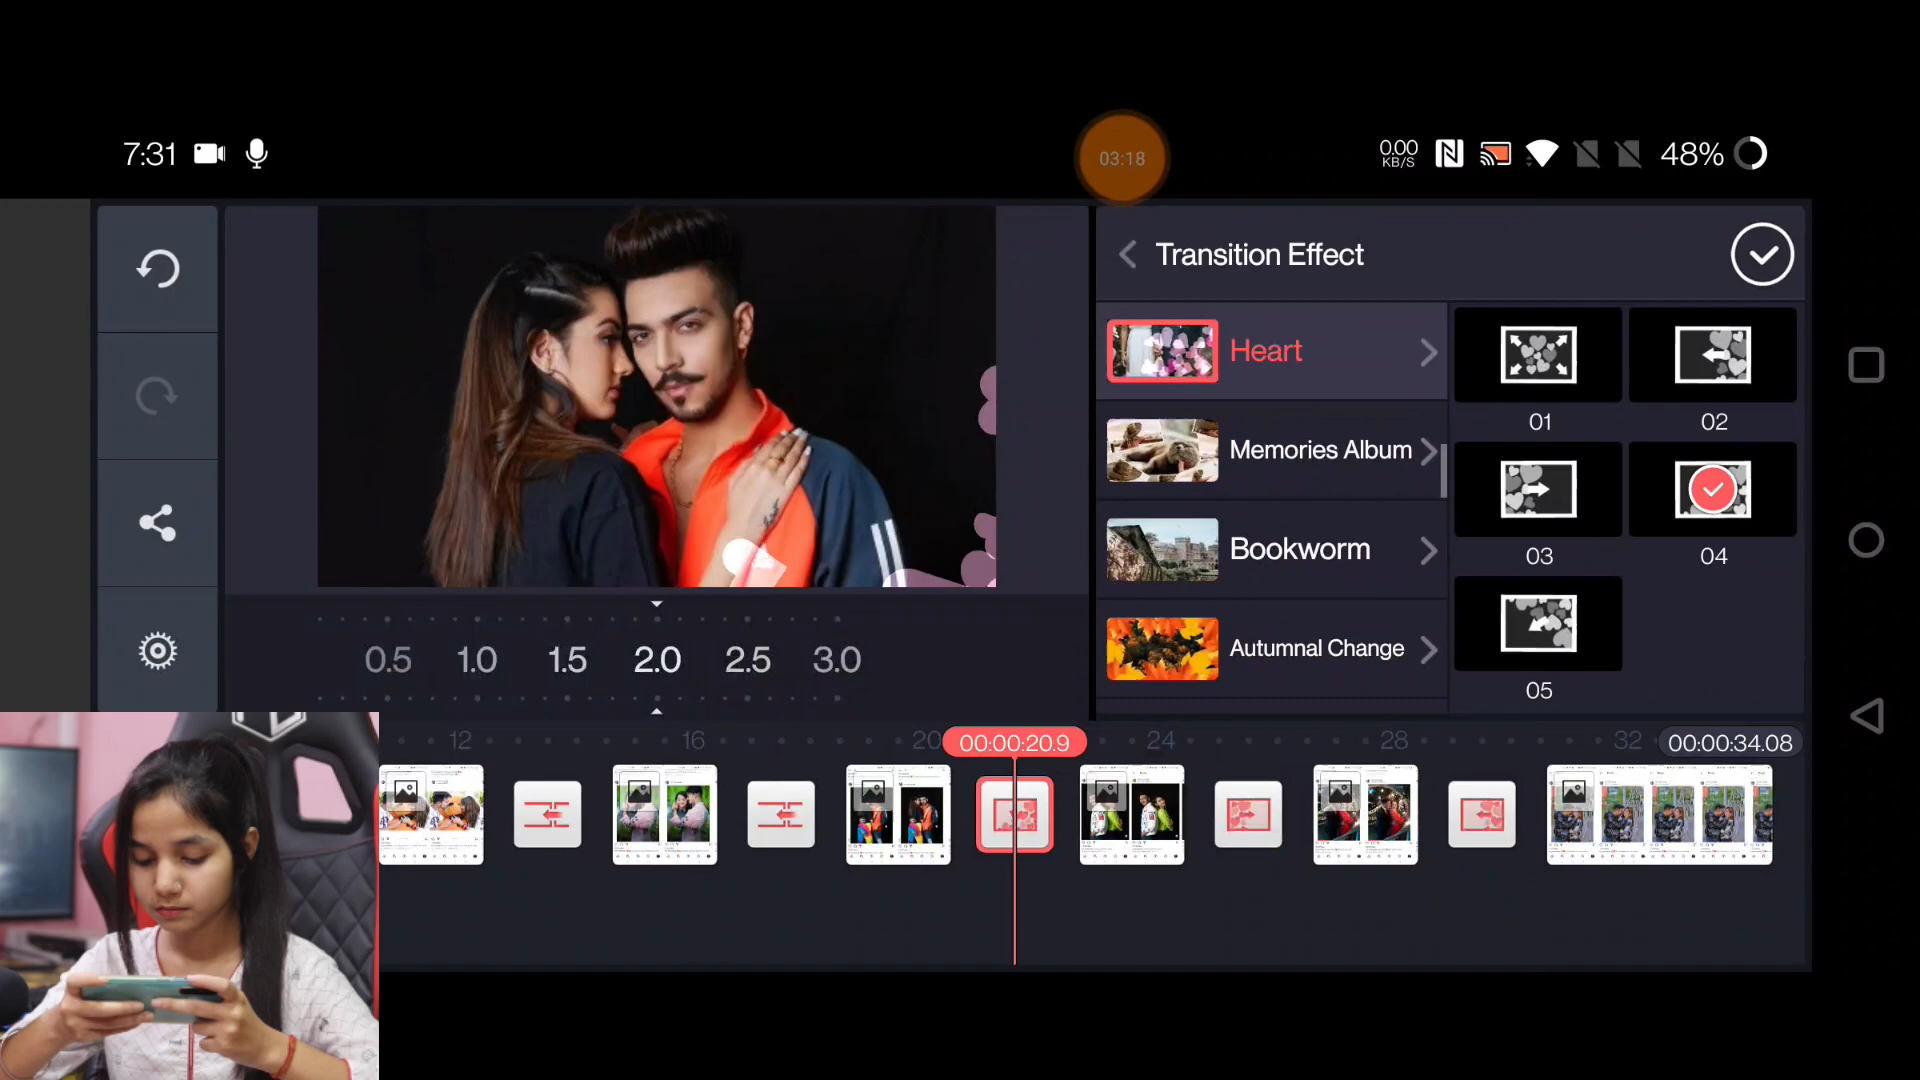 7:31
03:18
0.00
KB/S
48%
Transition Effect
Heart
01
02
Memories Album
03
04
Bookworm
Autumnal Change
05
0.5 1.0 1.5 2.0 2.5 3.0
12 16 20 00:00:20.9 24 28 32 00:00:34.08